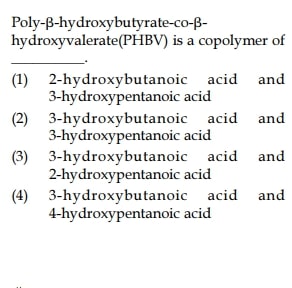 Poly-β-hydroxybutyrate-co-β-
hydroxyvalerate(PHBV) is a copolymer of
__________.
(1) 2-hydroxybutanoic acid and
3-hydroxypentanoic acid
(2) 3-hydroxybutanoic acid and
3-hydroxypentanoic acid
(3) 3-hydroxybutanoic acid and
2-hydroxypentanoic acid
(4) 3-hydroxybutanoic acid and
4-hydroxypentanoic acid